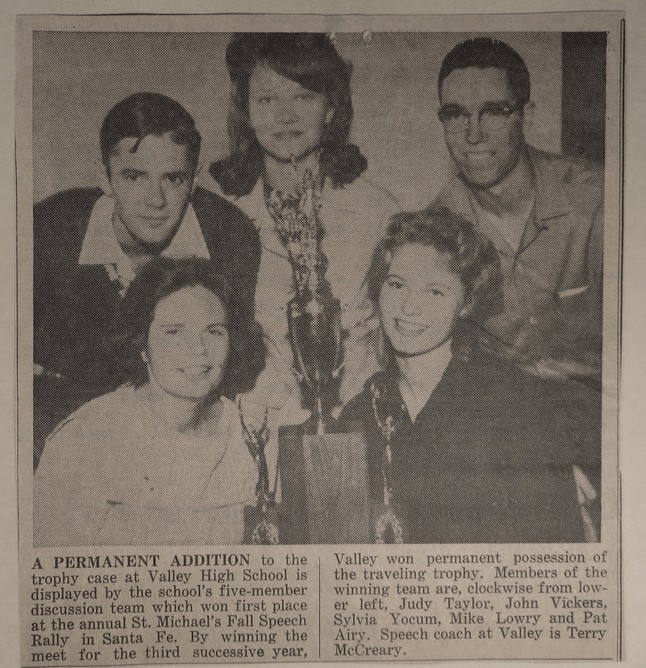 A PERMANENT ADDITION to the
trophy case at Valley High School is
displayed by the school's five-member
discussion team which won first place
at the annual St. Michael's Fall Speech
Rally in Santa Fe. By winning the
meet for the third successive year,
Valley won permanent possession of
the traveling trophy. Members of the
winning team are, clockwise from low-
er left, Judy Taylor, John Vickers,
Sylvia Yocum, Mike Lowry and Pat
Airy. Speech coach at Valley is Terry
McCreary.